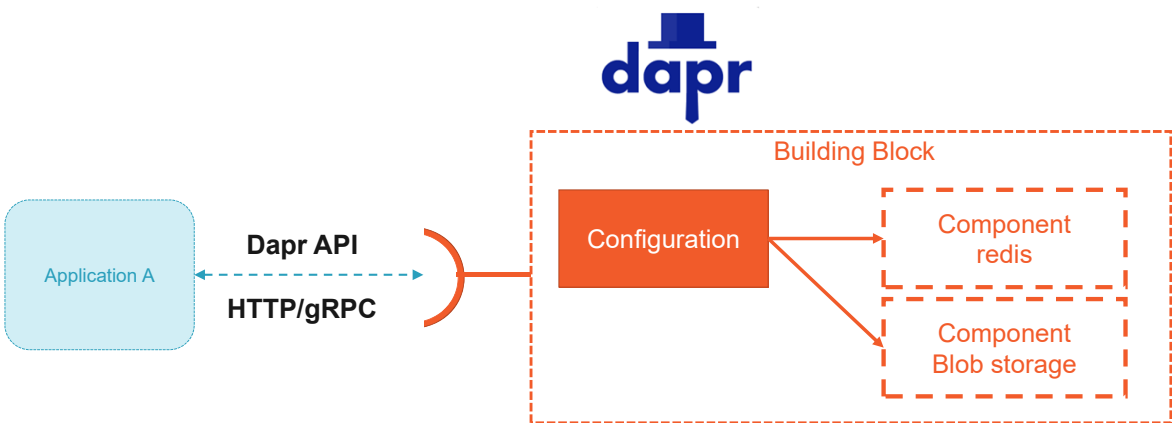 dapr
Building Block
Application A
Dapr API
HTTP/gRPC
Configuration
Component
redis
Component
Blob storage